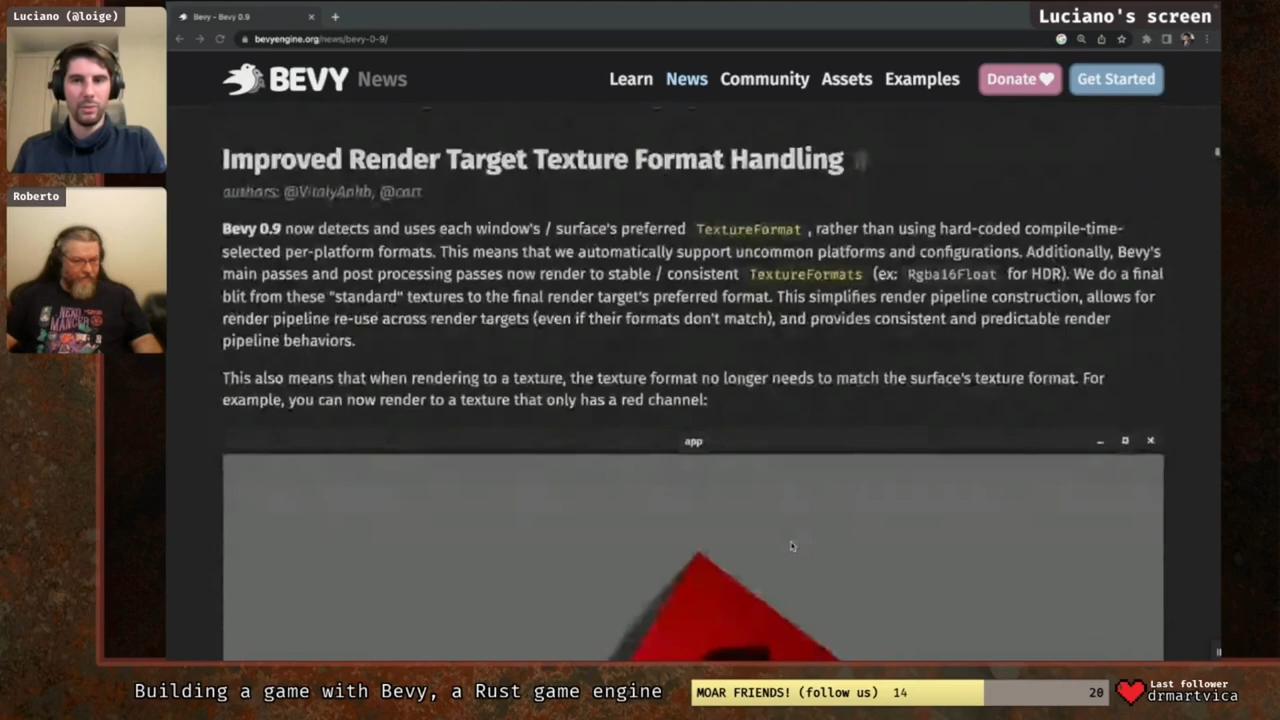 Luciano (@loige)
Roberto
Luciano's screen
Bevy - Bevy 0.9
bevyengine.org/news/bevy-0-9/
BEVY News
Learn News Community Assets Examples Donate Get Started
Improved Render Target Texture Format Handling
authors: @VitalyAnkh, @cart
Bevy 0.9 now detects and uses each window's / surface's preferred TextureFormat , rather than using hard-coded compile-time-
selected per-platform formats. This means that we automatically support uncommon platforms and configurations. Additionally, Bevy's
main passes and post processing passes now render to stable / consistent TextureFormats (ex: Rgba16Float for HDR). We do a final
blit from these "standard" textures to the final render target's preferred format. This simplifies render pipeline construction, allows for
render pipeline re-use across render targets (even if their formats don't match), and provides consistent and predictable render
pipeline behaviors.
This also means that when rendering to a texture, the texture format no longer needs to match the surface's texture format. For
example, you can now render to a texture that only has a red channel:
app
Building a game with Bevy, a Rust game engine
MOAR FRIENDS! (follow us) 14 20
Last follower
drmartvica